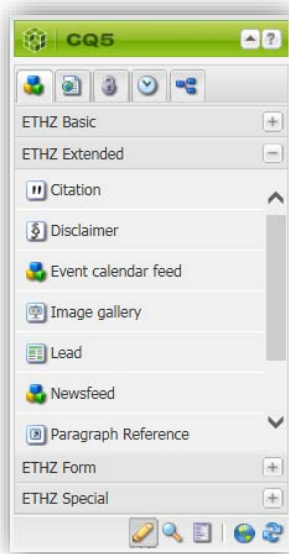 CQ5
?
ETHZ Basic
ETHZ Extended
Citation
§ Disclaimer
Event calendar feed
Image gallery
Lead
Newsfeed
Paragraph Reference
ETHZ Form
ETHZ Special